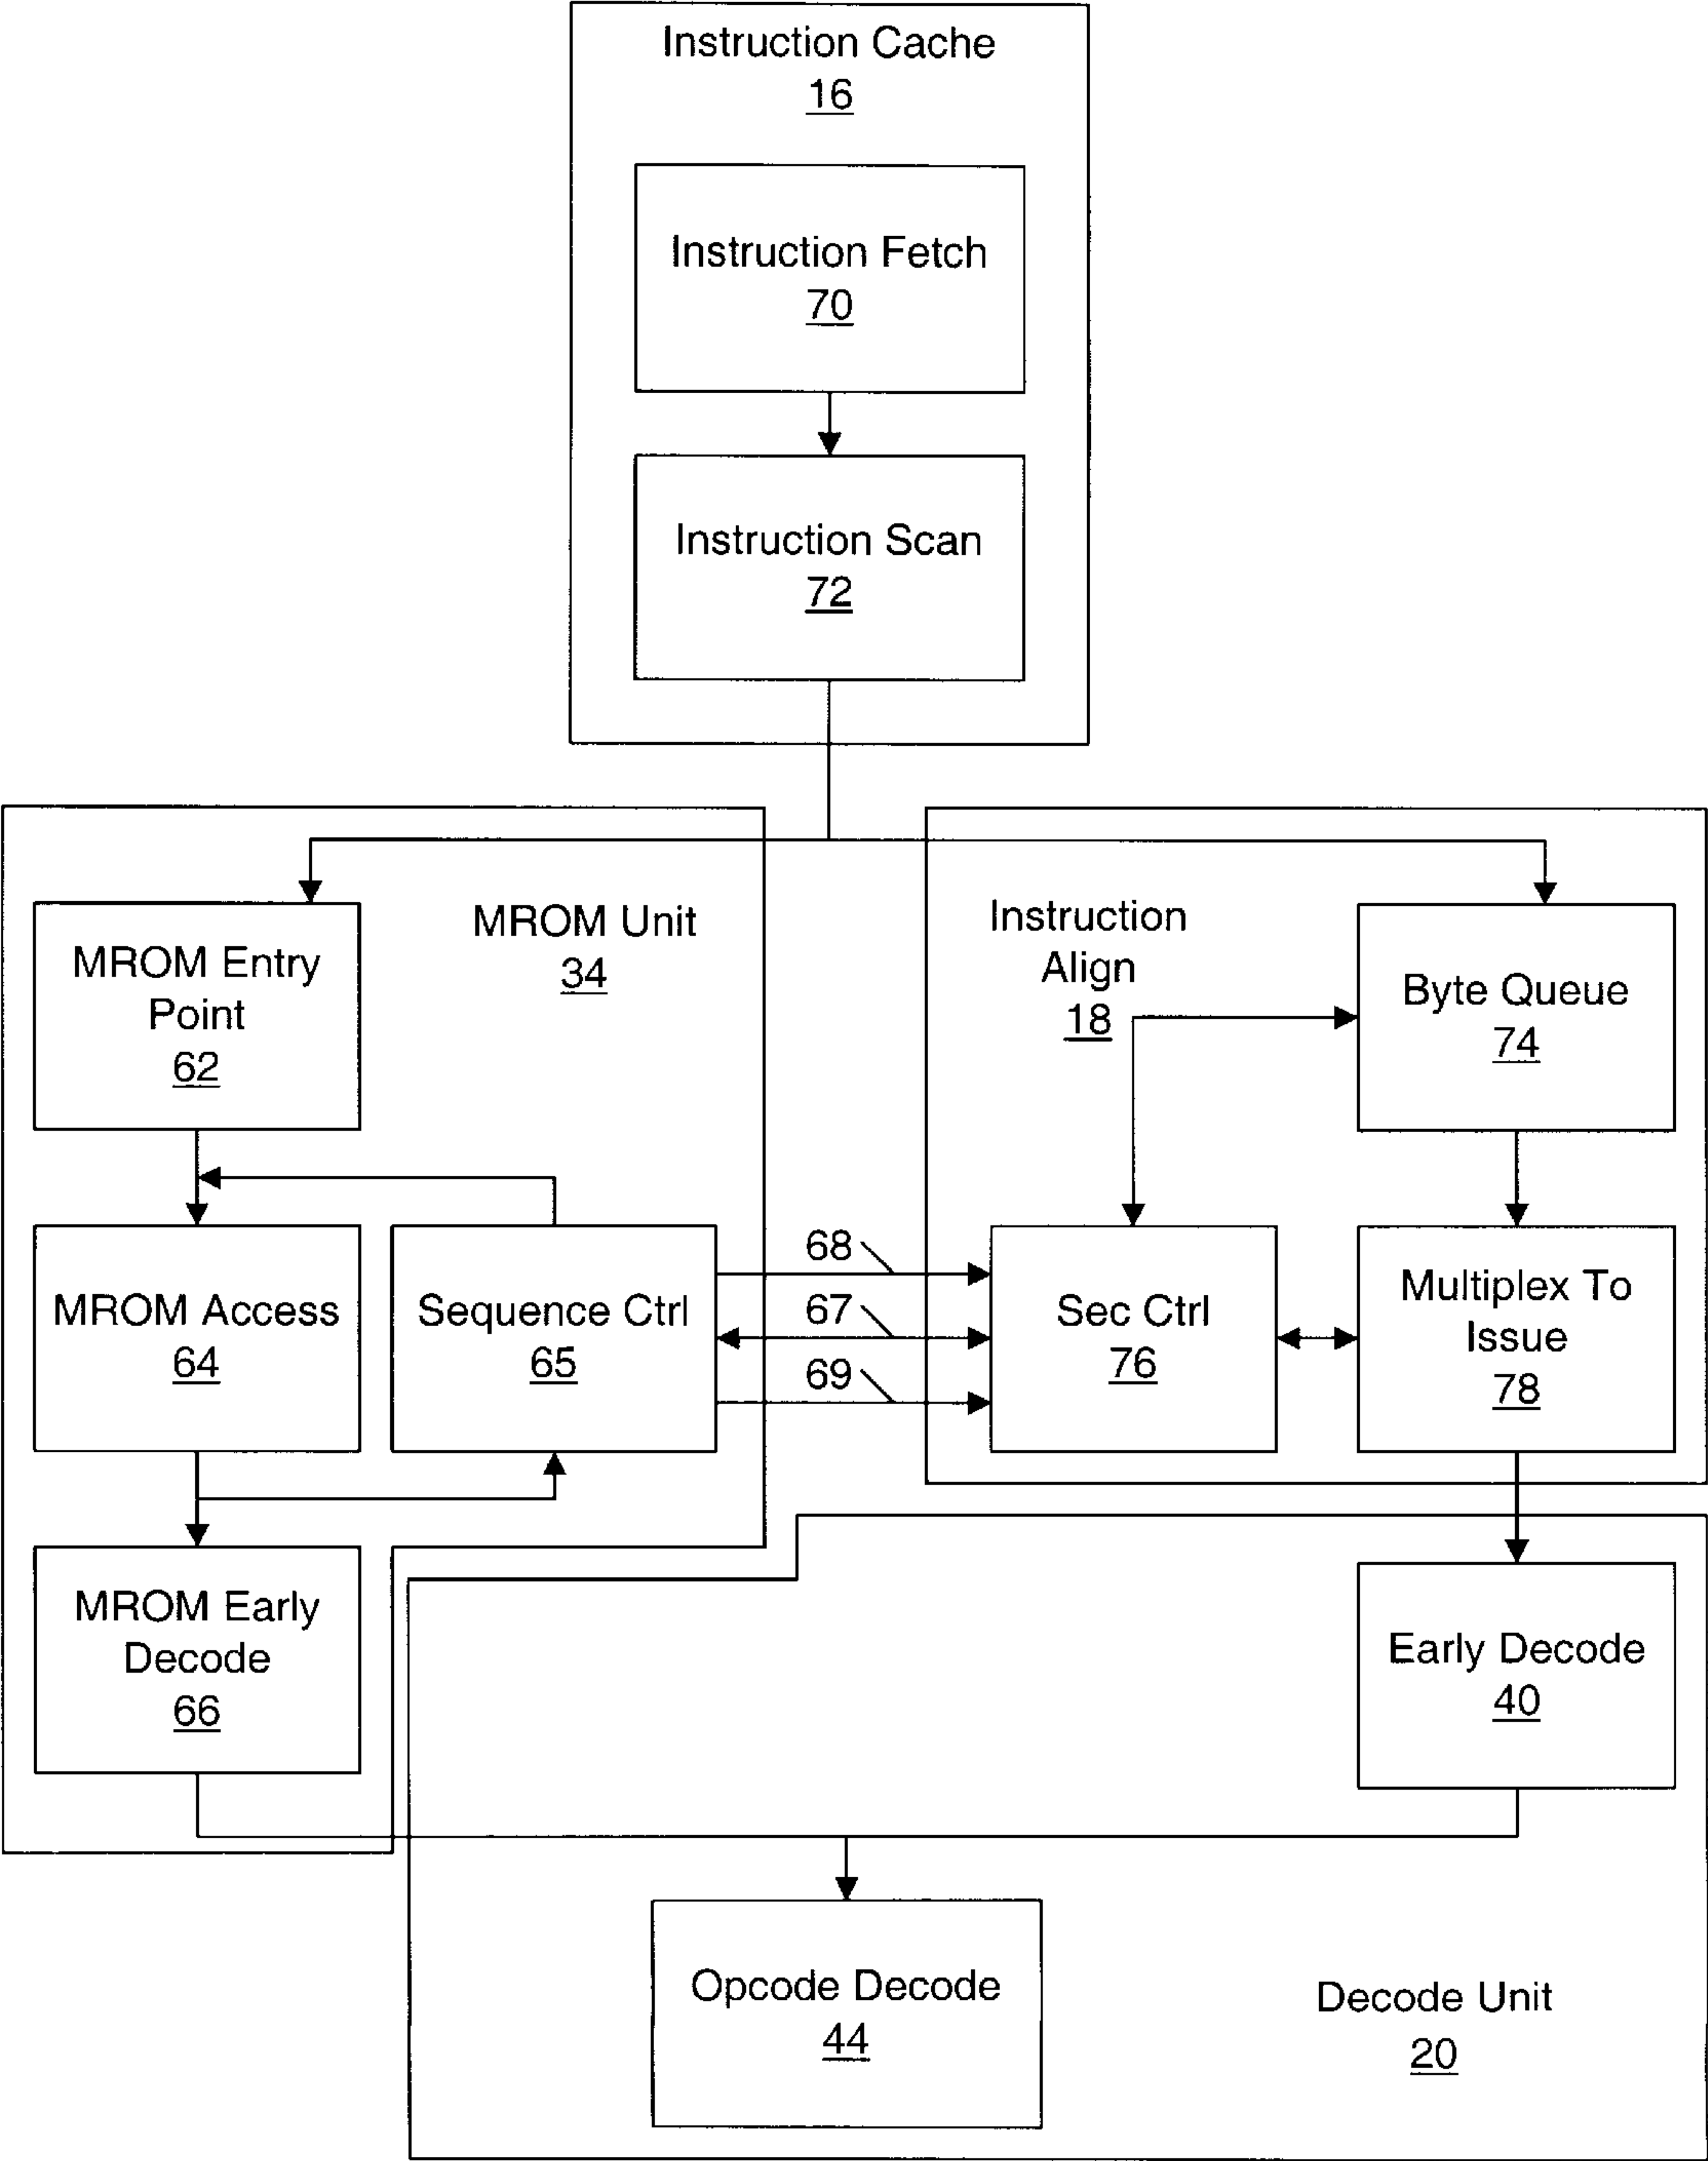 Instruction Cache
16
Instruction Fetch
70
Instruction Scan
72
MROM Unit
34
MROM Entry
Point
62
MROM Access
64
Sequence Ctrl
65
MROM Early
Decode
66
68
67
69
Instruction
Align
18
Byte Queue
74
Sec Ctrl
76
Multiplex To
Issue
78
Early Decode
40
Opcode Decode
44
Decode Unit
20